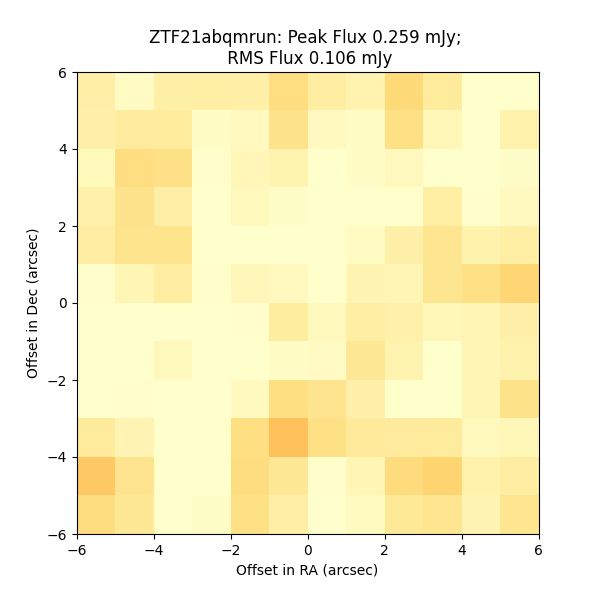 ZTF21abqmrun: Peak Flux 0.259 mJy;
RMS Flux 0.106 mJy
6
4
2
0
−2
−4
−6
Offset in Dec (arcsec)
−6 −4 −2 0 2 4 6
Offset in RA (arcsec)